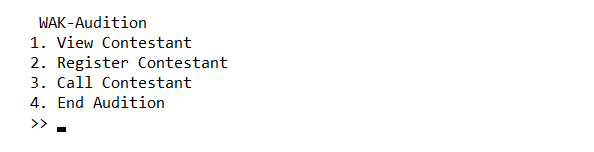 WAK-Audition
1. View Contestant
2. Register Contestant
3. Call Contestant
4. End Audition
>> _